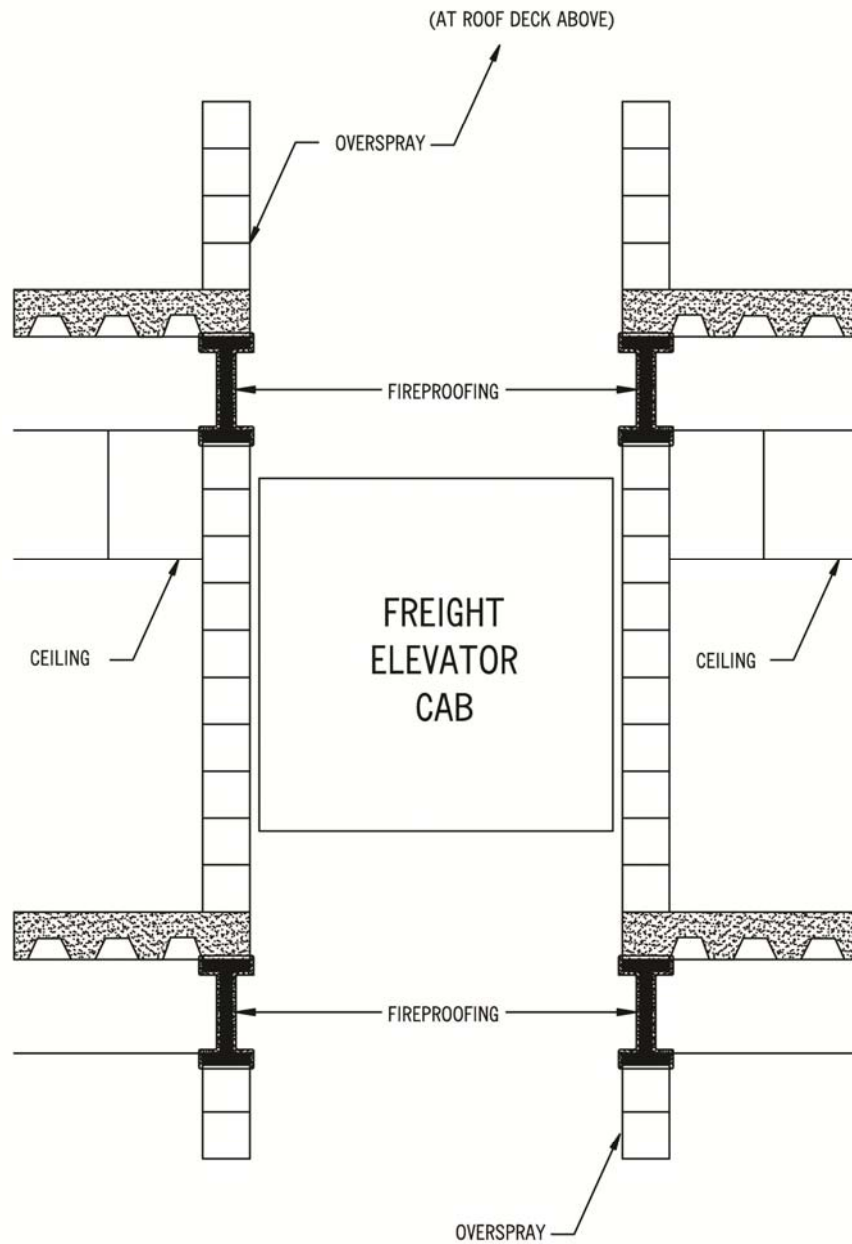 (AT ROOF DECK ABOVE)
OVERSPRAY
FIREPROOFING
FREIGHT
ELEVATOR
CAB
CEILING
CEILING
FIREPROOFING
OVERSPRAY